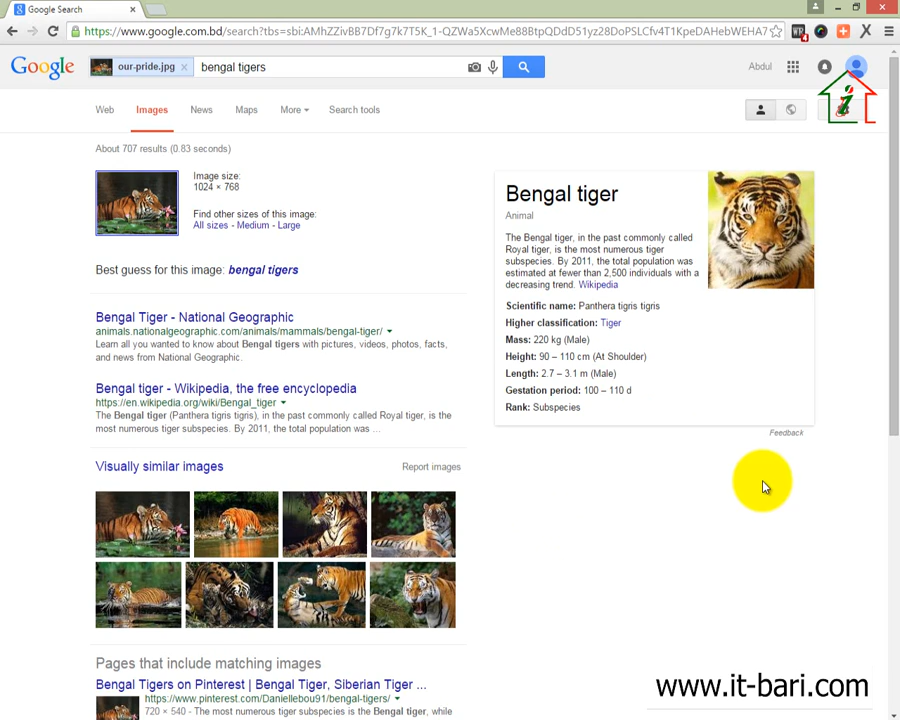 Google Search
https://www.google.com.bd/search?tbs=sbi:AMhZZivBB7Df7g7k7T5K_1-QZWa5XcwMe88BtpQDdD51yz28DoPSLCfv4T1KpeDAHebWEHA7
Google
our-pride.jpg
bengal tigers
Abdul
Web Images News Maps More Search tools
About 707 results (0.83 seconds)
Image size:
1024 × 768
Find other sizes of this image:
All sizes - Medium - Large
Best guess for this image: bengal tigers
Bengal Tiger - National Geographic
animals.nationalgeographic.com/animals/mammals/bengal-tiger/
Learn all you wanted to know about Bengal tigers with pictures, videos, photos, facts,
and news from National Geographic.
Bengal tiger - Wikipedia, the free encyclopedia
https://en.wikipedia.org/wiki/Bengal_tiger
The Bengal tiger (Panthera tigris tigris), in the past commonly called Royal tiger, is the
most numerous tiger subspecies. By 2011, the total population was ...
Visually similar images
Report images
Pages that include matching images
Bengal Tigers on Pinterest | Bengal Tiger, Siberian Tiger ...
https://www.pinterest.com/Daniellebou91/bengal-tigers/
720 × 540 - The most numerous tiger subspecies is the Bengal tiger, while
Bengal tiger
Animal
The Bengal tiger, in the past commonly called
Royal tiger, is the most numerous tiger
subspecies. By 2011, the total population was
estimated at fewer than 2,500 individuals with a
decreasing trend. Wikipedia
Scientific name: Panthera tigris tigris
Higher classification: Tiger
Mass: 220 kg (Male)
Height: 90 – 110 cm (At Shoulder)
Length: 2.7 – 3.1 m (Male)
Gestation period: 100 – 110 d
Rank: Subspecies
Feedback
www.it-bari.com